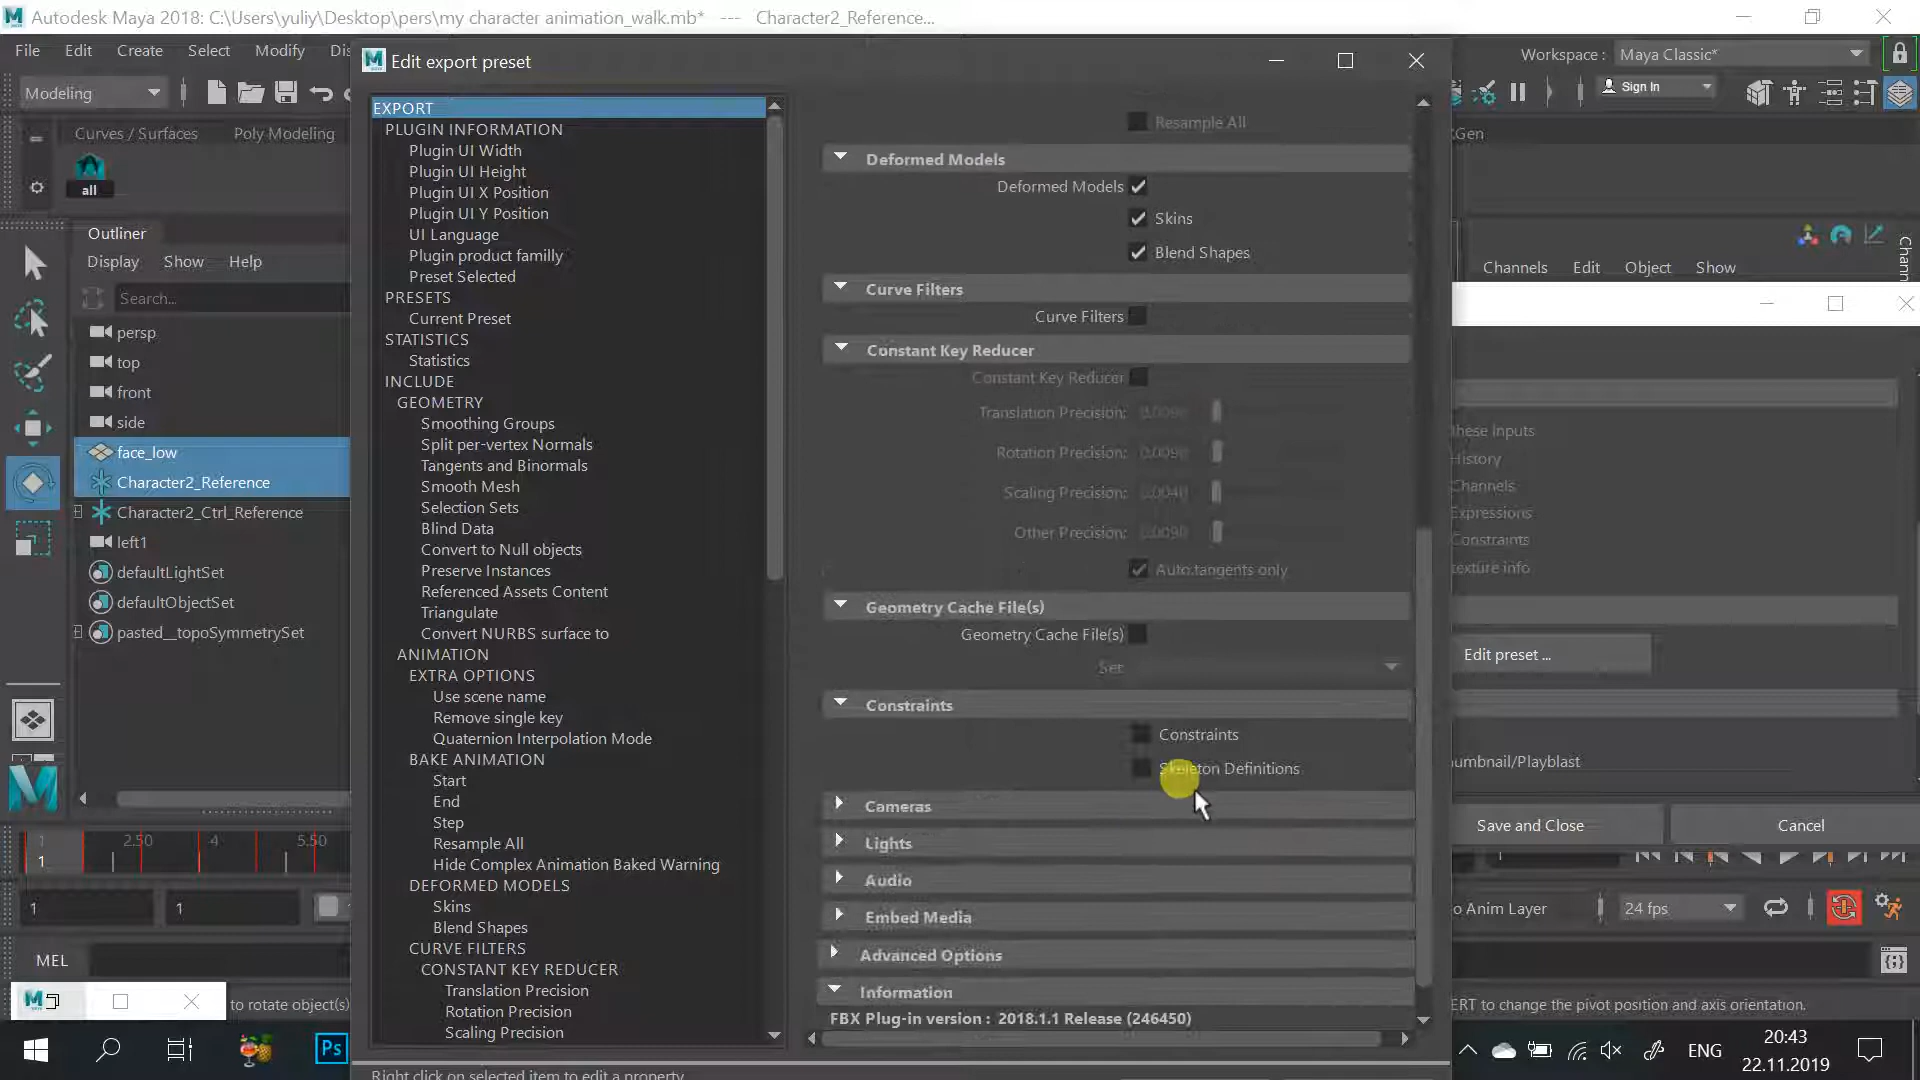 Autodesk Maya 2018: C:\Users\yuliy\Desktop\pers\my character animation_walk.mb* --- Character2_Reference...
File Edit Create Select Modify Dis
Edit export preset
Workspace : Maya Classic*
Modeling
Sign In
Curves / Surfaces Poly Modeling
all
Outliner
Display Show Help
Search...
persp
top
front
side
face_low
Character2_Reference
Character2_Ctrl_Reference
left1
defaultLightSet
defaultObjectSet
pasted__topoSymmetrySet
EXPORT
PLUGIN INFORMATION
Plugin UI Width
Plugin UI Height
Plugin UI X Position
Plugin UI Y Position
UI Language
Plugin product familly
Preset Selected
PRESETS
Current Preset
STATISTICS
Statistics
INCLUDE
GEOMETRY
Smoothing Groups
Split per-vertex Normals
Tangents and Binormals
Smooth Mesh
Selection Sets
Blind Data
Convert to Null objects
Preserve Instances
Referenced Assets Content
Triangulate
Convert NURBS surface to
ANIMATION
EXTRA OPTIONS
Use scene name
Remove single key
Quaternion Interpolation Mode
BAKE ANIMATION
Start
End
Step
Resample All
Hide Complex Animation Baked Warning
DEFORMED MODELS
Skins
Blend Shapes
CURVE FILTERS
CONSTANT KEY REDUCER
Translation Precision
Rotation Precision
Scaling Precision
Right click on selected item to edit a property
Resample All
Deformed Models
Deformed Models
Skins
Blend Shapes
Curve Filters
Curve Filters
Constant Key Reducer
Constant Key Reducer
Translation Precision:
Rotation Precision:
Scaling Precision:
Other Precision:
Auto tangents only
Geometry Cache File(s)
Geometry Cache File(s)
Set
Constraints
Constraints
Skeleton Definitions
Cameras
Lights
Audio
Embed Media
Advanced Options
Information
FBX Plug-in version : 2018.1.1 Release (246450)
XGen
Channels Edit Object Show
Chann
these Inputs
History
Channels
Expressions
Constraints
texture info
Edit preset ...
umbnail/Playblast
Save and Close Cancel
1 2.50 4 5.50
1
1 1
1
o Anim Layer 24 fps
MEL
to rotate object(s)
ERT to change the pivot position and axis orientation.
Ps
ENG
20:43
22.11.2019